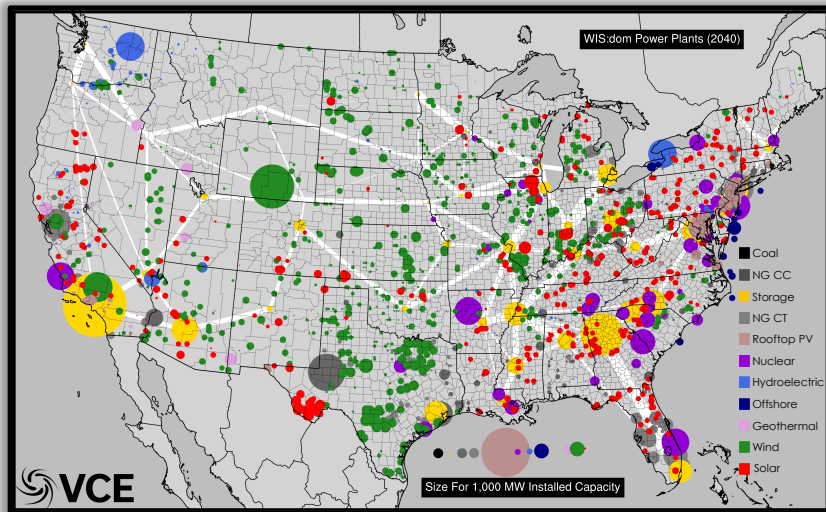 WIS:dom Power Plants (2040)
Coal
NG CC
Storage
NG CT
Rooftop PV
Nuclear
Hydroelectric
Offshore
Geothermal
Wind
Solar
Size For 1,000 MW Installed Capacity
VCE